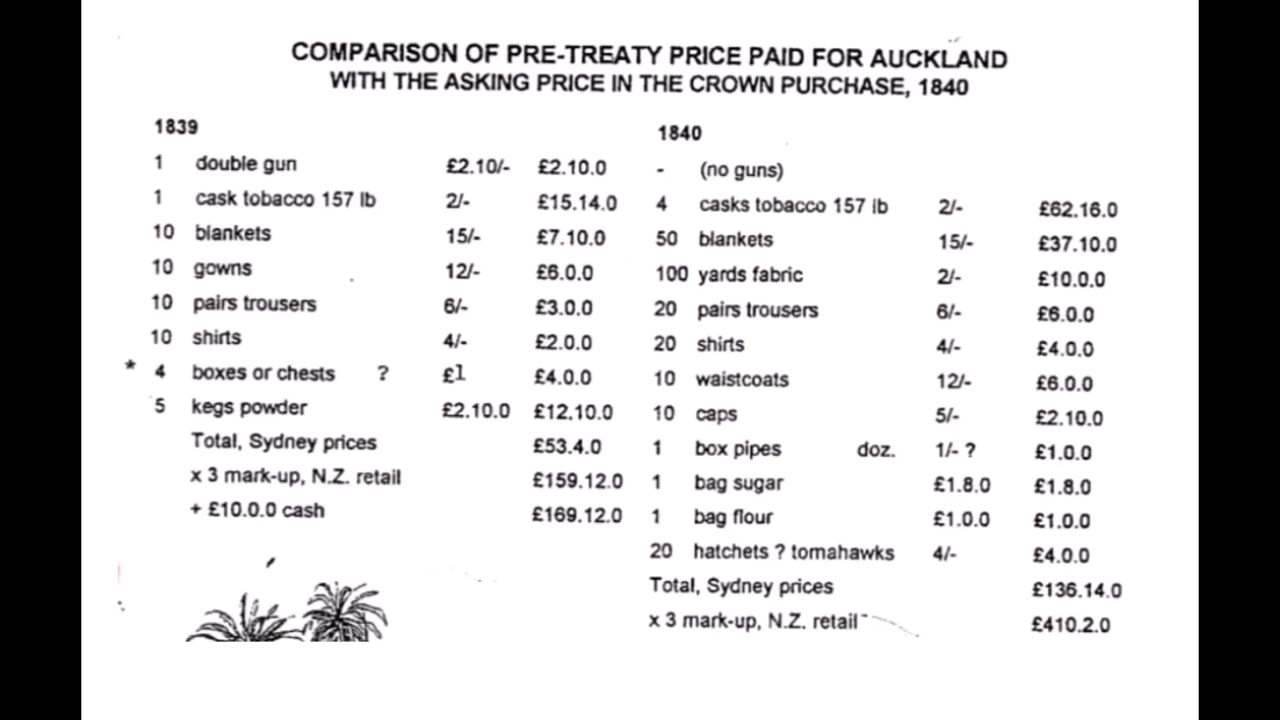 COMPARISON OF PRE-TREATY PRICE PAID FOR AUCKLAND
WITH THE ASKING PRICE IN THE CROWN PURCHASE, 1840
1839
1 double gun £2.10/- £2.10.0
1 cask tobacco 157 lb 2/- £15.14.0
10 blankets 15/- £7.10.0
10 gowns 12/- £6.0.0
10 pairs trousers 6/- £3.0.0
10 shirts 4/- £2.0.0
* 4 boxes or chests ? £1 £4.0.0
5 kegs powder £2.10.0 £12.10.0
Total, Sydney prices £53.4.0
x 3 mark-up, N.Z. retail £159.12.0
+ £10.0.0 cash £169.12.0
1840
- (no guns)
4 casks tobacco 157 lb 2/- £62.16.0
50 blankets 15/- £37.10.0
100 yards fabric 2/- £10.0.0
20 pairs trousers 6/- £6.0.0
20 shirts 4/- £4.0.0
10 waistcoats 12/- £6.0.0
10 caps 5/- £2.10.0
1 box pipes doz. 1/- ? £1.0.0
1 bag sugar £1.8.0 £1.8.0
1 bag flour £1.0.0 £1.0.0
20 hatchets ? tomahawks 4/- £4.0.0
Total, Sydney prices £136.14.0
x 3 mark-up, N.Z. retail £410.2.0